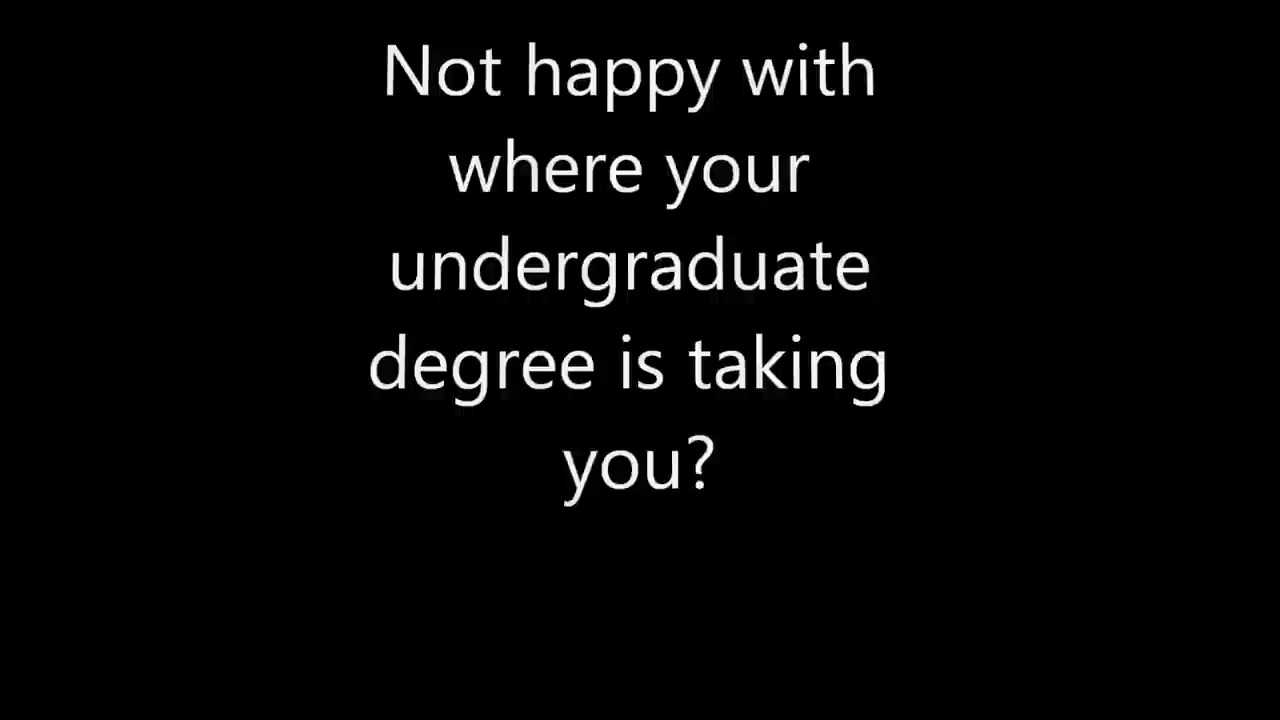 Not happy with
where your
undergraduate
degree is taking
you?